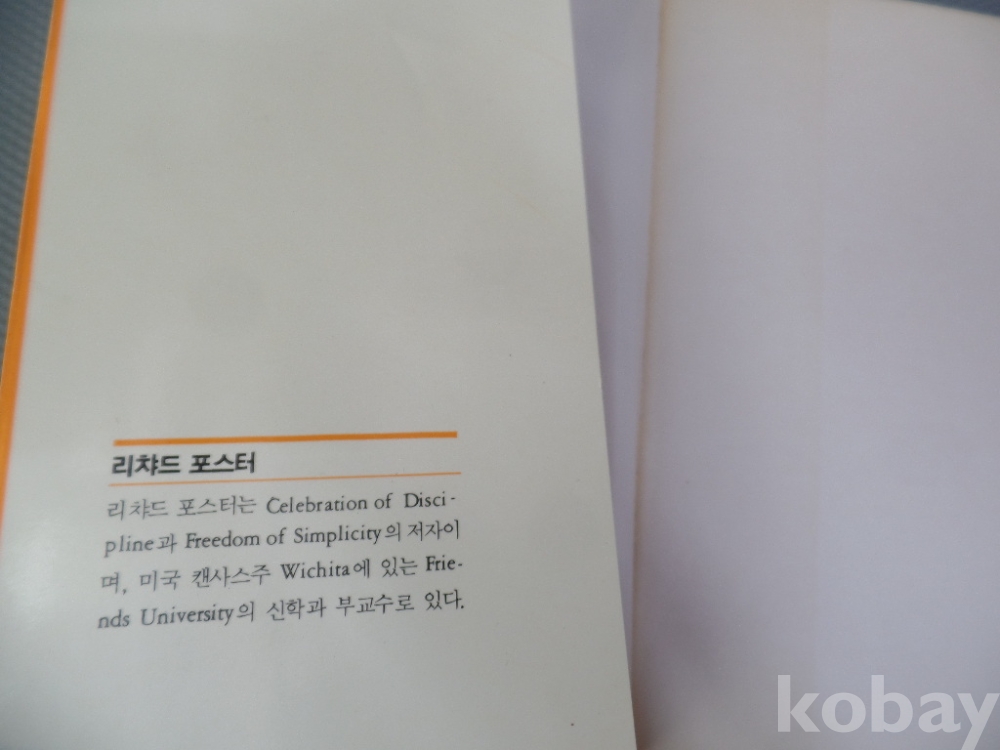 리챠드 포스터
리챠드 포스터는 Celebration of Disci-
pline과 Freedom of Simplicity의 저자이
며, 미국 캔사스주 Wichita에 있는 Frie-
nds University의 신학과 부교수로 있다.
kobay